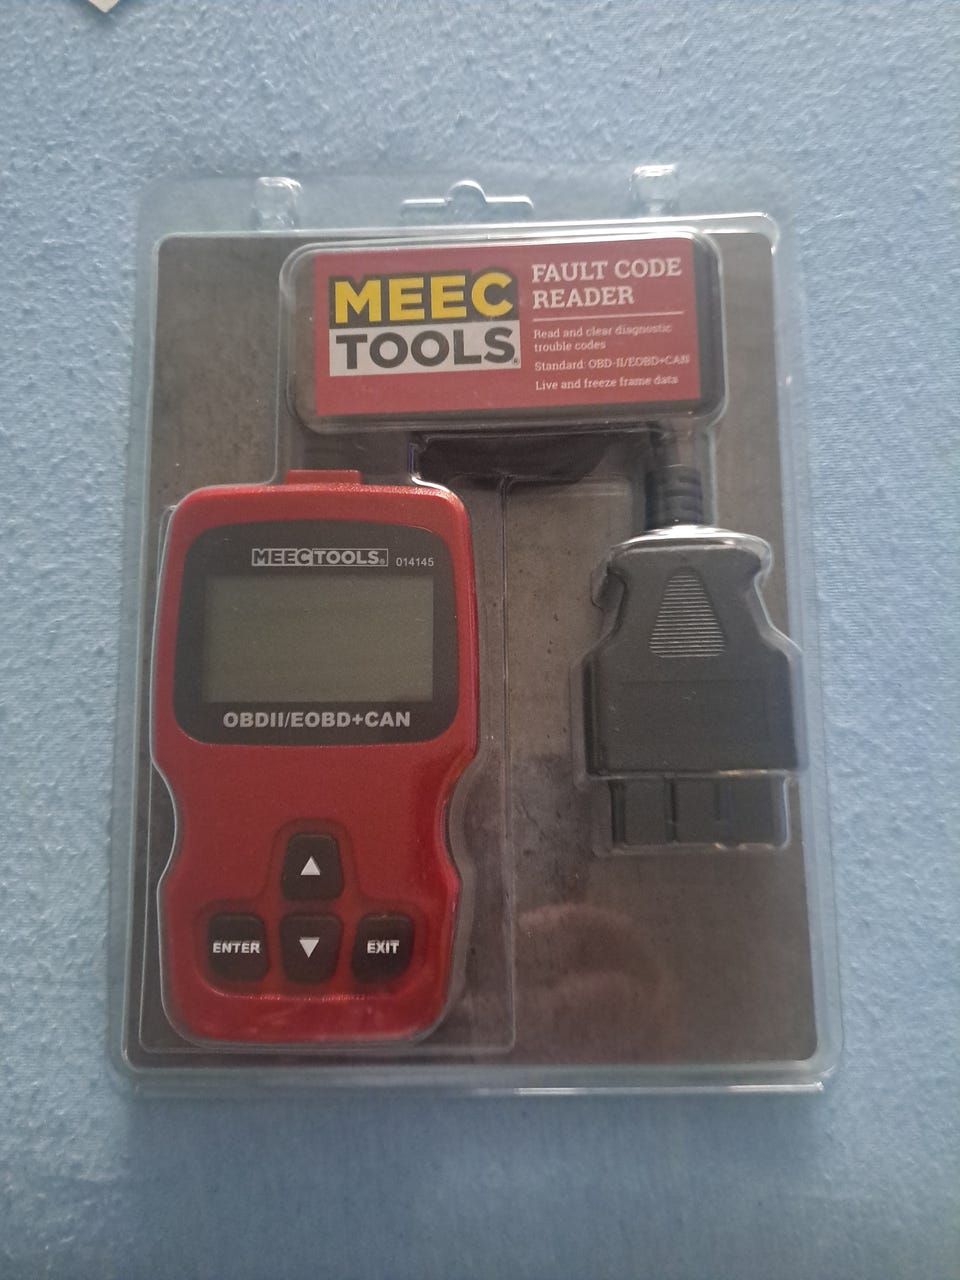 MEEC
TOOLS®
FAULT CODE
READER
Read and clear diagnostic
trouble codes
Standard: OBD-II/EOBD+CAN
Live and freeze frame data
MEECTOOLS® 014145
OBDII/EOBD+CAN
▲
ENTER ▼ EXIT